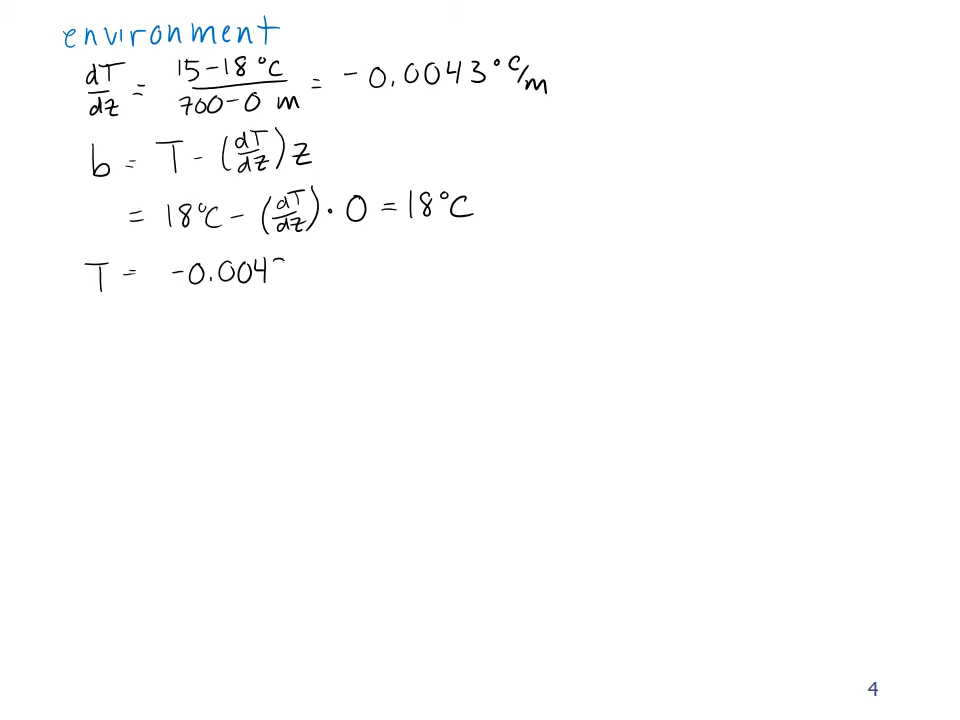 environment
dT/dz = 15-18 °C / 700-0 m = -0.0043 °C/m
b = T - (dT/dz) z
= 18°C - (dT/dz) · 0 = 18°C
T = -0.004
4